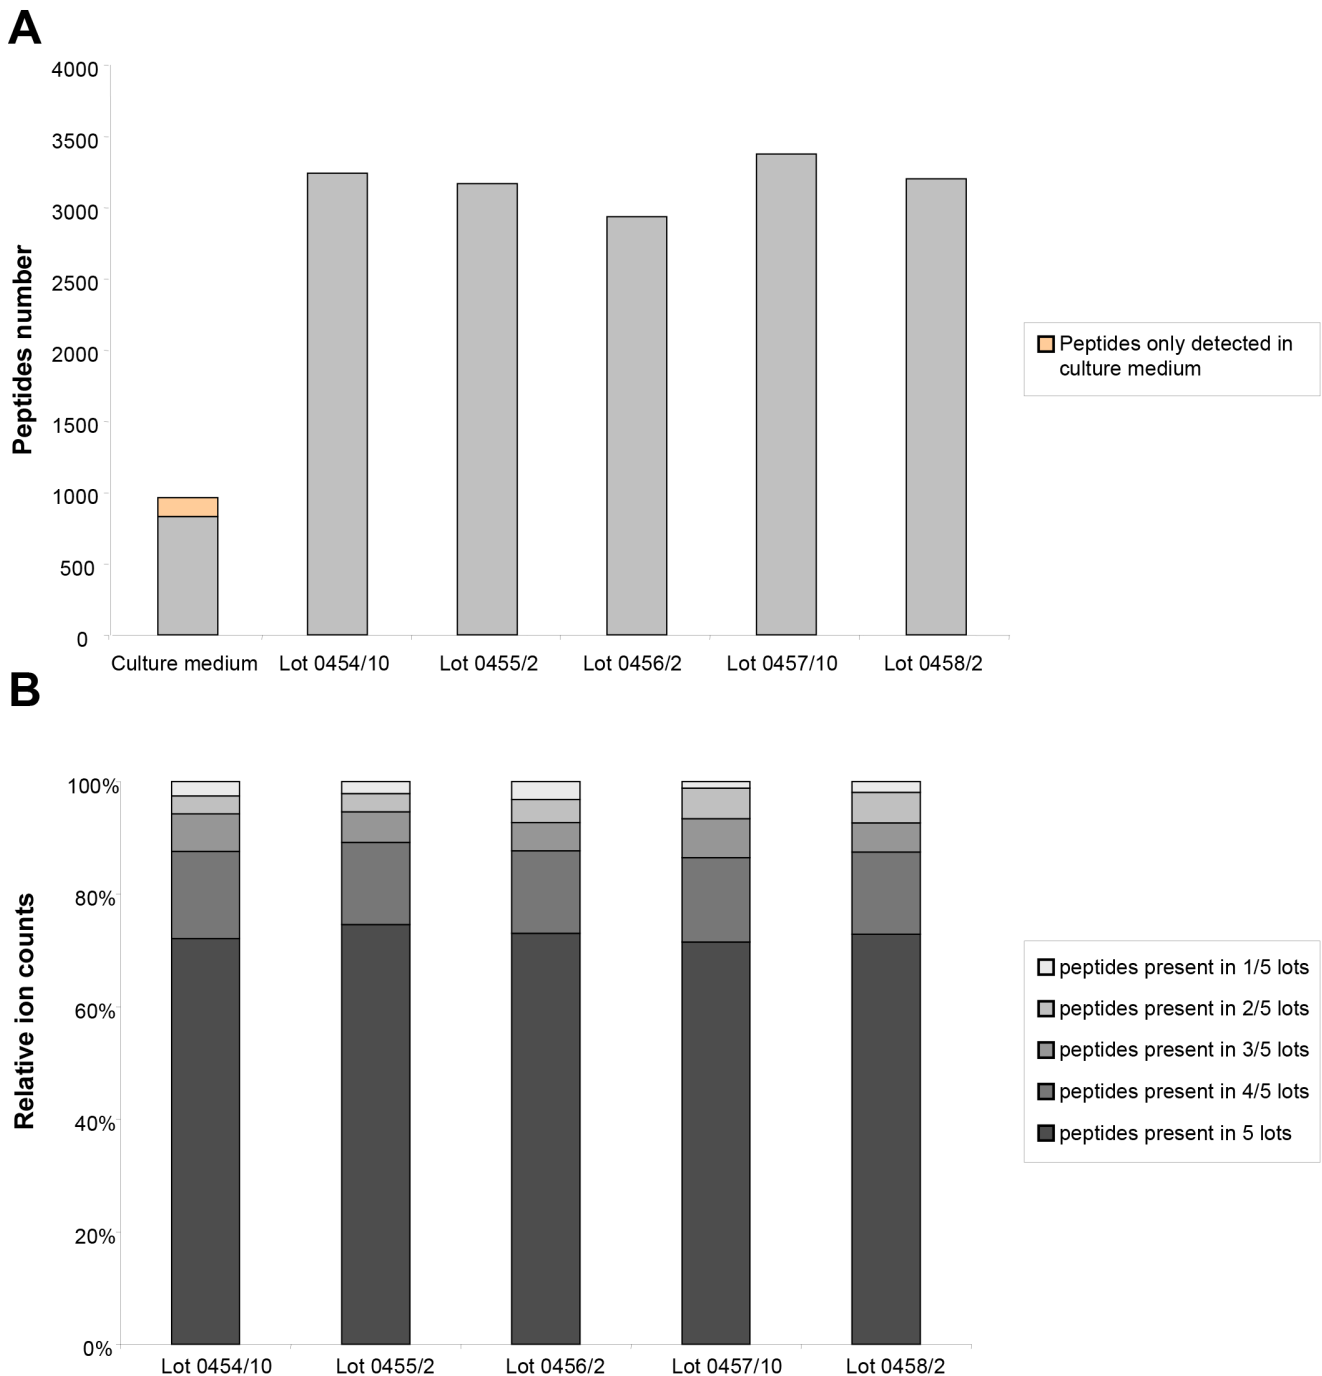 A
4000
3500
3000
2500
2000
1500
1000
500
0
Peptides number
Culture medium
Lot 0454/10
Lot 0455/2
Lot 0456/2
Lot 0457/10
Lot 0458/2
Peptides only detected in
culture medium
B
100%
80%
60%
40%
20%
0%
Relative ion counts
Lot 0454/10
Lot 0455/2
Lot 0456/2
Lot 0457/10
Lot 0458/2
peptides present in 1/5 lots
peptides present in 2/5 lots
peptides present in 3/5 lots
peptides present in 4/5 lots
peptides present in 5 lots